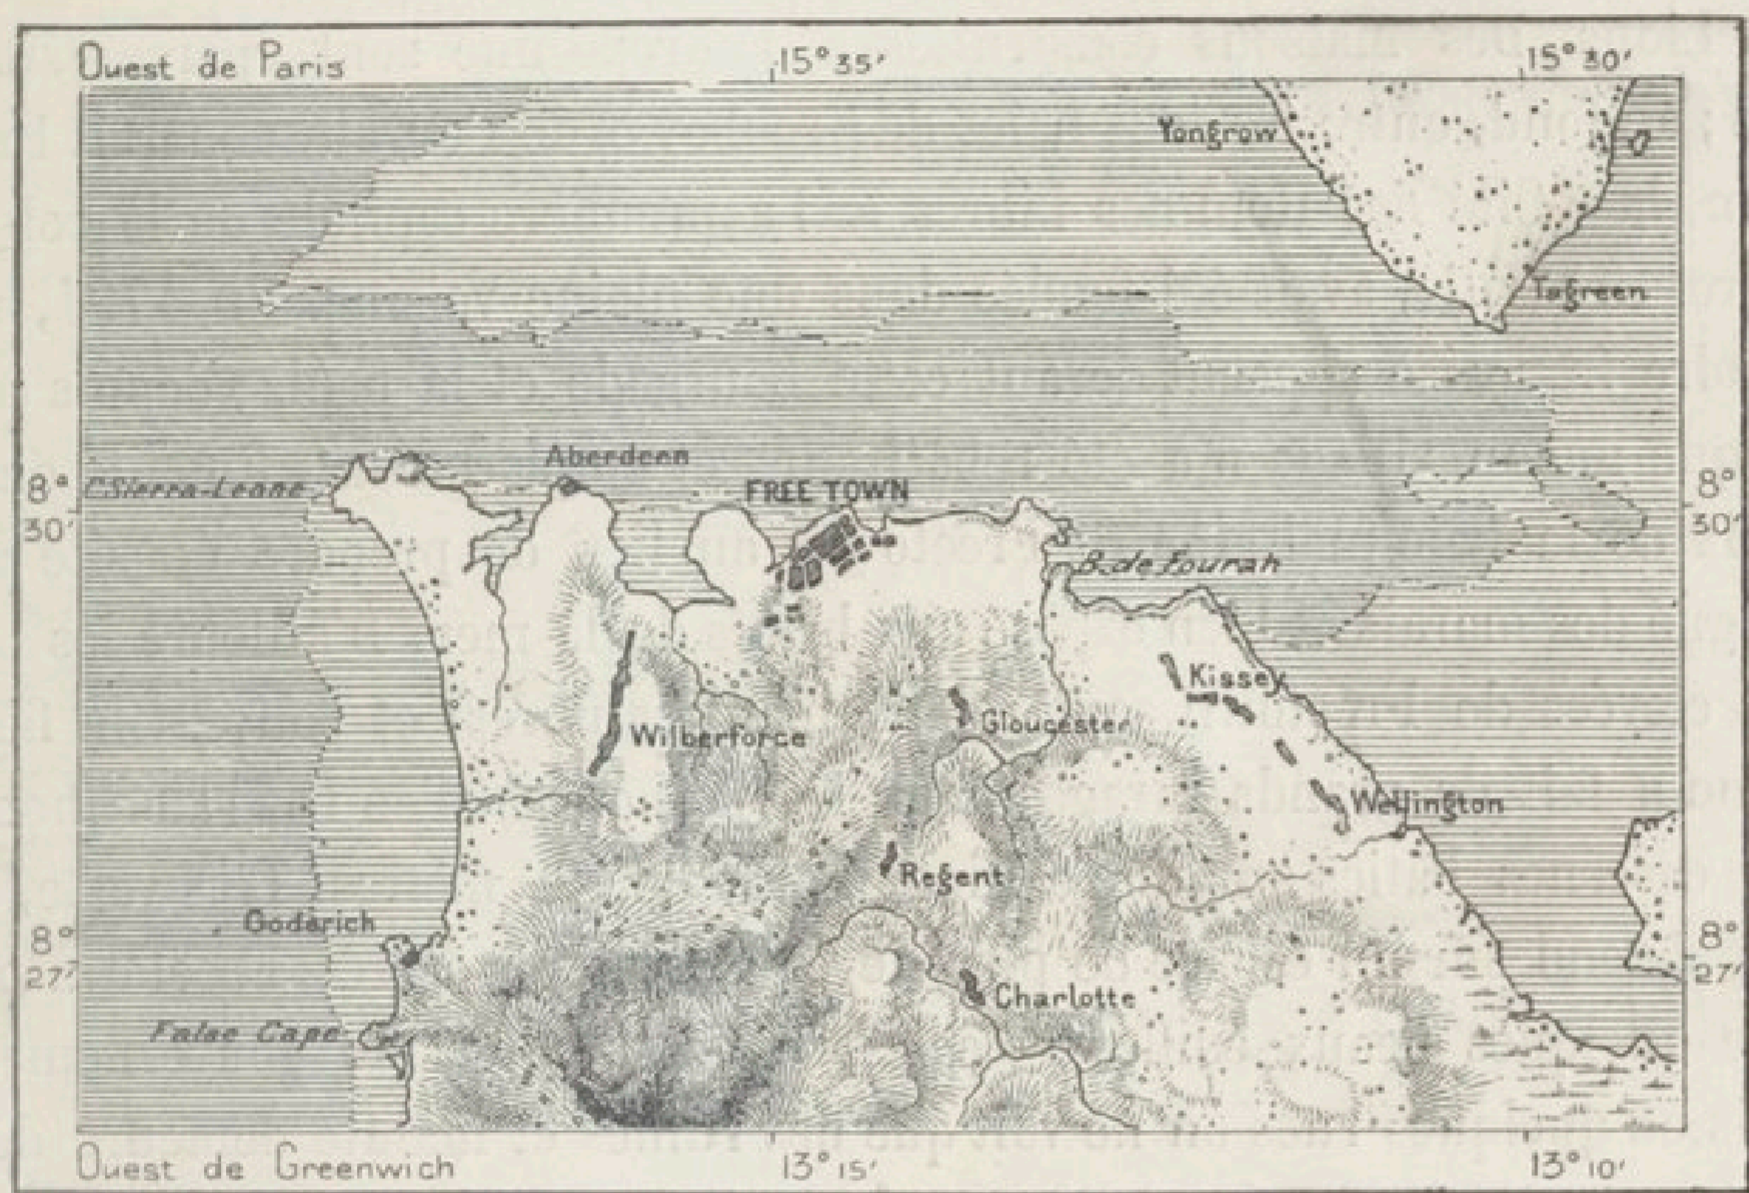 Ouest de Paris
15° 35'
15° 30'
Yongrow
Tagreen
Aberdeen
8° 30'
C. Sierra-Leone
FREE TOWN
8° 30'
B. de Fourah
Kissey
Gloucester
Wilberforce
Wellington
Regent
Goderich
8° 27'
8° 27'
Charlotte
False Cape
Ouest de Greenwich
13° 15'
13° 10'